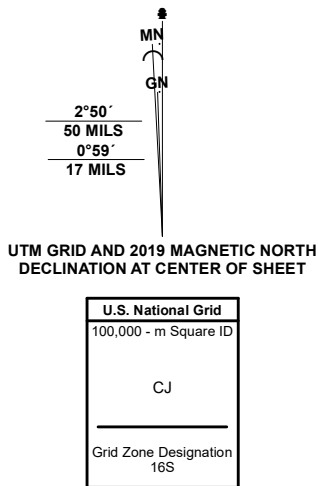 MN
GN
2°50´
50 MILS
0°59´
17 MILS
UTM GRID AND 2019 MAGNETIC NORTH
DECLINATION AT CENTER OF SHEET
U.S. National Grid
100,000 - m Square ID
CJ
Grid Zone Designation
16S